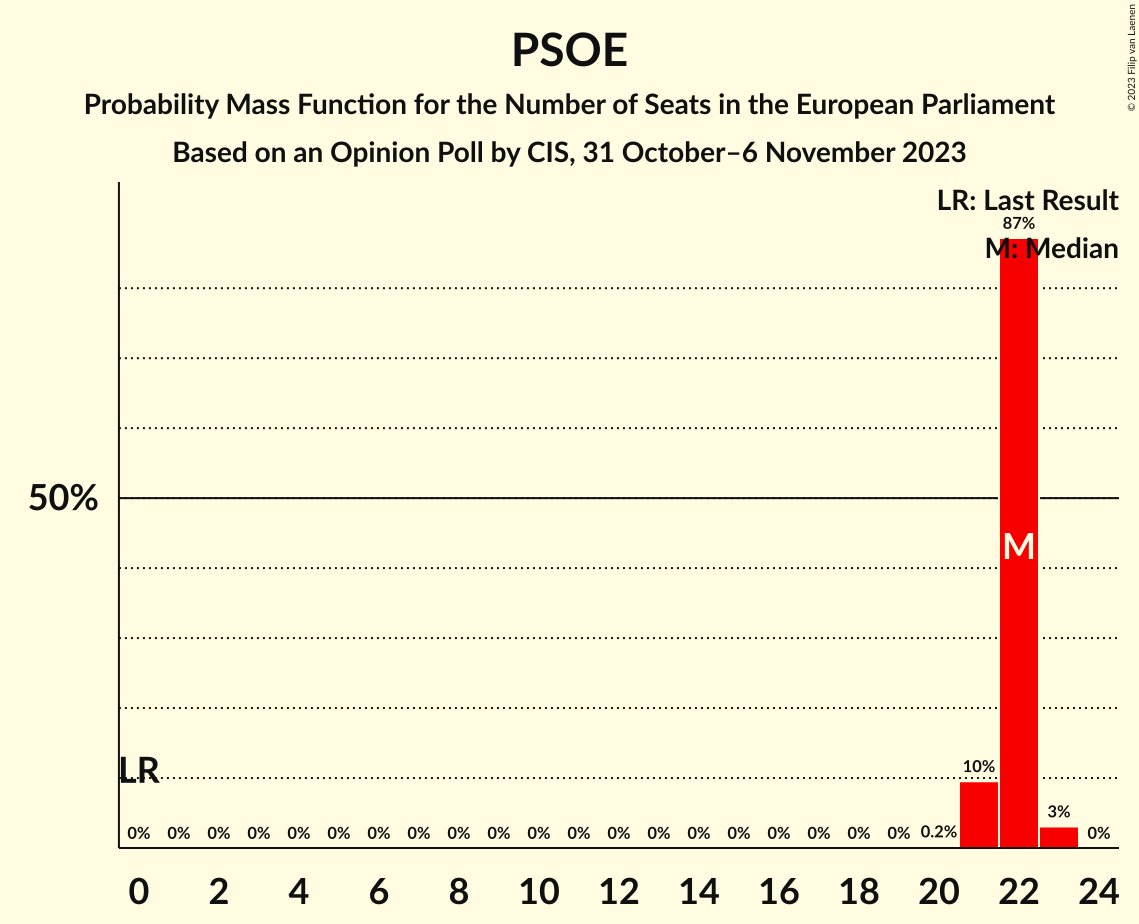 PSOE
Probability Mass Function for the Number of Seats in the European Parliament
Based on an Opinion Poll by CIS, 31 October–6 November 2023
© 2023 Filip van Laenen
LR: Last Result
87%
M: Median
50%
M
LR
10%
3%
0% 0% 0% 0% 0% 0% 0% 0% 0% 0% 0% 0% 0% 0% 0% 0% 0% 0% 0% 0% 0.2% 0%
0 2 4 6 8 10 12 14 16 18 20 22 24